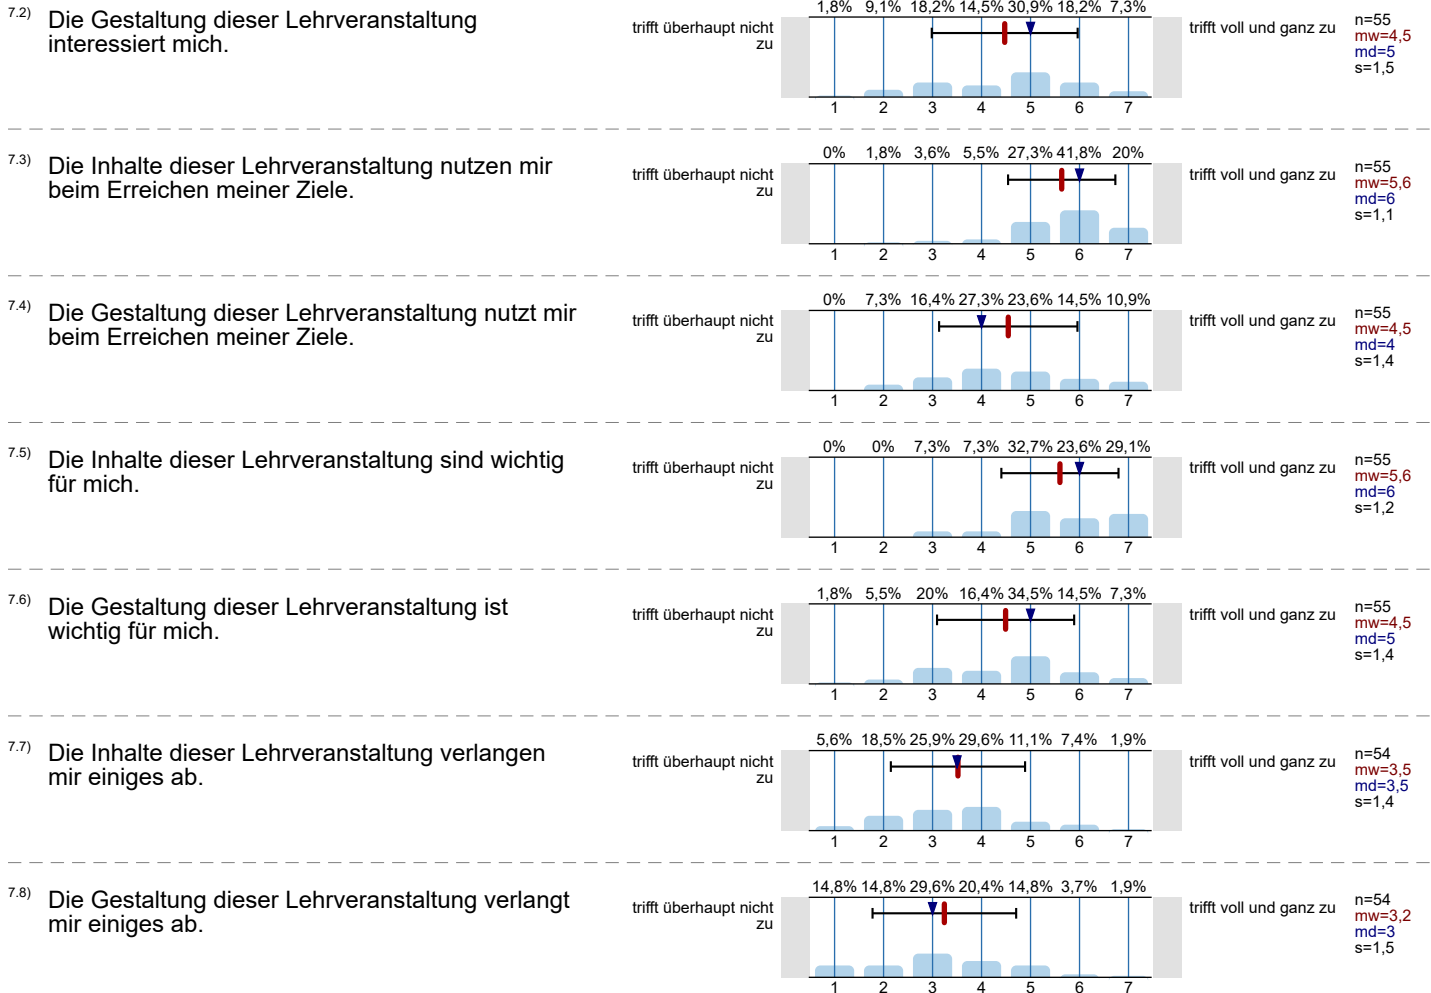 7.2) Die Gestaltung dieser Lehrveranstaltung
interessiert mich.
trifft überhaupt nicht
zu
1,8% 9,1% 18,2% 14,5% 30,9% 18,2% 7,3%
1 2 3 4 5 6 7
trifft voll und ganz zu
n=55
mw=4,5
md=5
s=1,5
7.3) Die Inhalte dieser Lehrveranstaltung nutzen mir
beim Erreichen meiner Ziele.
trifft überhaupt nicht
zu
0% 1,8% 3,6% 5,5% 27,3% 41,8% 20%
1 2 3 4 5 6 7
trifft voll und ganz zu
n=55
mw=5,6
md=6
s=1,1
7.4) Die Gestaltung dieser Lehrveranstaltung nutzt mir
beim Erreichen meiner Ziele.
trifft überhaupt nicht
zu
0% 7,3% 16,4% 27,3% 23,6% 14,5% 10,9%
1 2 3 4 5 6 7
trifft voll und ganz zu
n=55
mw=4,5
md=4
s=1,4
7.5) Die Inhalte dieser Lehrveranstaltung sind wichtig
für mich.
trifft überhaupt nicht
zu
0% 0% 7,3% 7,3% 32,7% 23,6% 29,1%
1 2 3 4 5 6 7
trifft voll und ganz zu
n=55
mw=5,6
md=6
s=1,2
7.6) Die Gestaltung dieser Lehrveranstaltung ist
wichtig für mich.
trifft überhaupt nicht
zu
1,8% 5,5% 20% 16,4% 34,5% 14,5% 7,3%
1 2 3 4 5 6 7
trifft voll und ganz zu
n=55
mw=4,5
md=5
s=1,4
7.7) Die Inhalte dieser Lehrveranstaltung verlangen
mir einiges ab.
trifft überhaupt nicht
zu
5,6% 18,5% 25,9% 29,6% 11,1% 7,4% 1,9%
1 2 3 4 5 6 7
trifft voll und ganz zu
n=54
mw=3,5
md=3,5
s=1,4
7.8) Die Gestaltung dieser Lehrveranstaltung verlangt
mir einiges ab.
trifft überhaupt nicht
zu
14,8% 14,8% 29,6% 20,4% 14,8% 3,7% 1,9%
1 2 3 4 5 6 7
trifft voll und ganz zu
n=54
mw=3,2
md=3
s=1,5